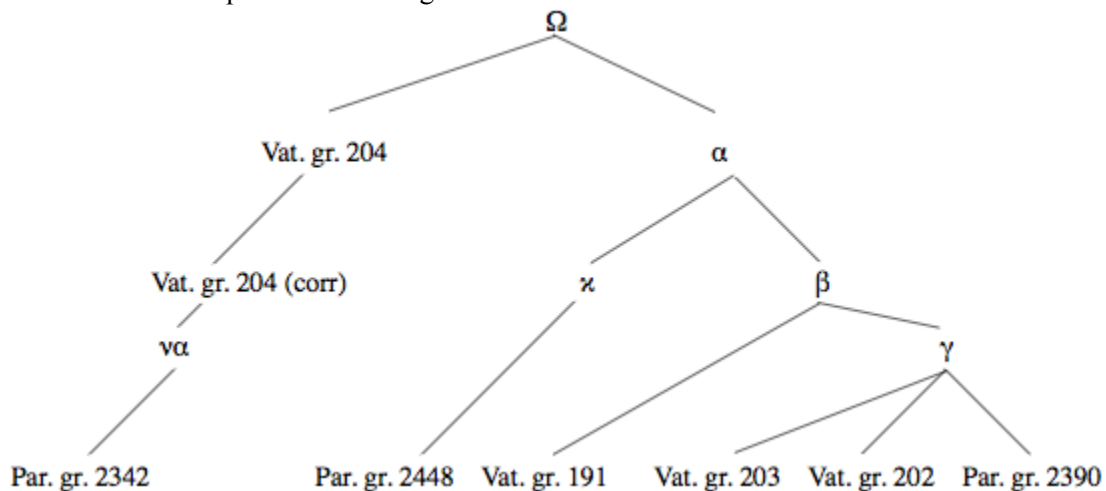 Ω
Vat. gr. 204 α
Vat. gr. 204 (corr) ϰ β
να γ
Par. gr. 2342 Par. gr. 2448 Vat. gr. 191 Vat. gr. 203 Vat. gr. 202 Par. gr. 2390